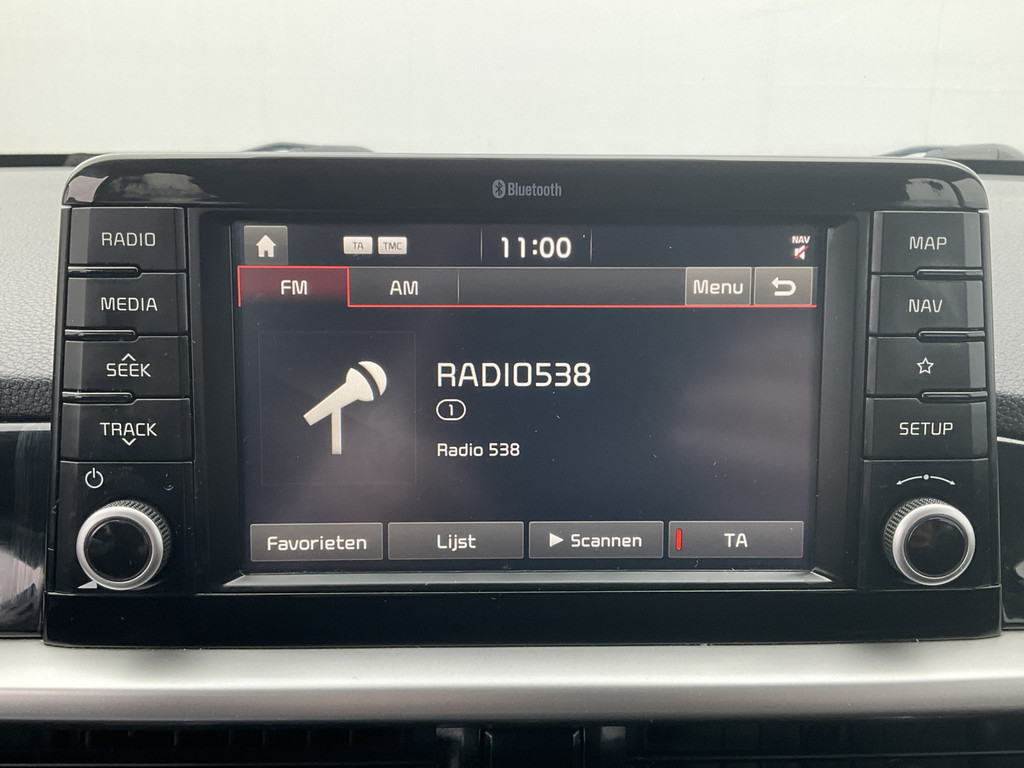 Bluetooth
RADIO
MEDIA
SEEK
TRACK
TA TMC 11:00 NAV
FM AM Menu
RADIO538
1
Radio 538
Favorieten Lijst Scannen TA
MAP
NAV
SETUP